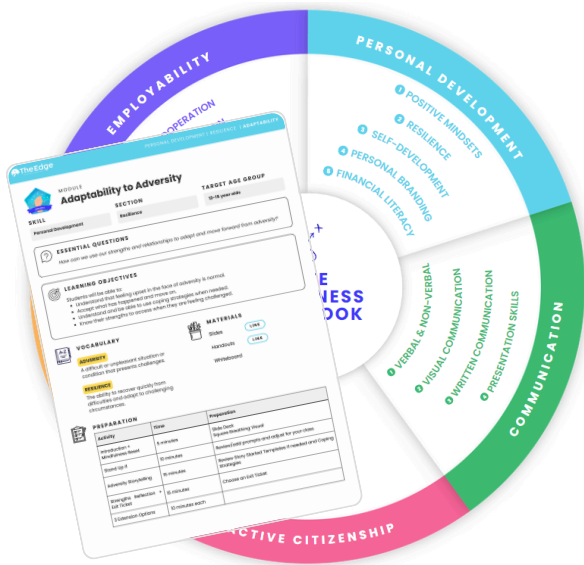 EMPLOYABILITY
OPERATION
PERSONAL DEVELOPMENT
1 POSITIVE MINDSETS
2 RESILIENCE
3 SELF-DEVELOPMENT
4 PERSONAL BRANDING
5 FINANCIAL LITERACY
COMMUNICATION
1 VERBAL & NON-VERBAL
2 VISUAL COMMUNICATION
3 WRITTEN COMMUNICATION
4 PRESENTATION SKILLS
CTIVE CITIZENSHIP
E
NESS
OOK
TheEdge
PERSONAL DEVELOPMENT | RESILIENCE | ADAPTABILITY
MODULE
Adaptability to Adversity
SKILL
SECTION
TARGET AGE GROUP
Personal Development
Resilience
ESSENTIAL QUESTIONS
How can we use our strengths and relationships to adapt and move forward from adversity?
LEARNING OBJECTIVES
Students will be able to:
• Understand that feeling upset in the face of adversity is normal.
• Accept what has happened and move on.
• Understand and be able to use coping strategies when needed.
• Know their strengths to access when they are feeling challenged.
VOCABULARY
ADVERSITY
A difficult or unpleasant situation or
condition that presents challenges.
RESILIENCE
The ability to recover quickly from
difficulties and adapt to challenging
circumstances.
MATERIALS
Slides LINK
Handouts LINK
Whiteboard
PREPARATION
Activity Time Preparation
Introduction +
Mindfulness Reset
5 minutes
Slide Deck
Square Breathing Visual
Stand Up If
10 minutes
Review/add prompts and adjust for your class
Adversity Storytelling
15 minutes
Review Story Started Templates if needed and Coping
Strategies
Strengths Reflection +
Exit Ticket
15 minutes
Choose an Exit Ticket
3 Extension Options
10 minutes each